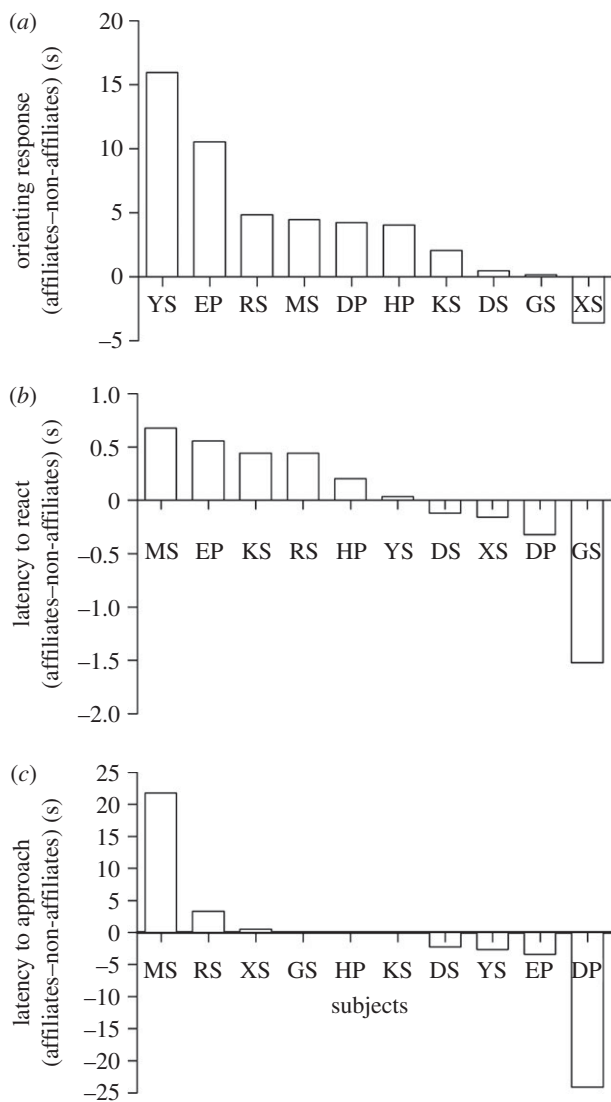 (a)
orienting response
(affiliates–non-affiliates) (s)
20
15
10
5
0
–5
YS EP RS MS DP HP KS DS GS XS
(b)
latency to react
(affiliates–non-affiliates) (s)
1.0
0.5
0
–0.5
–1.0
–1.5
–2.0
MS EP KS RS HP YS DS XS DP GS
(c)
latency to approach
(affiliates–non-affiliates) (s)
25
20
15
10
5
0
–5
–10
–15
–20
–25
MS RS XS GS HP KS DS YS EP DP
subjects